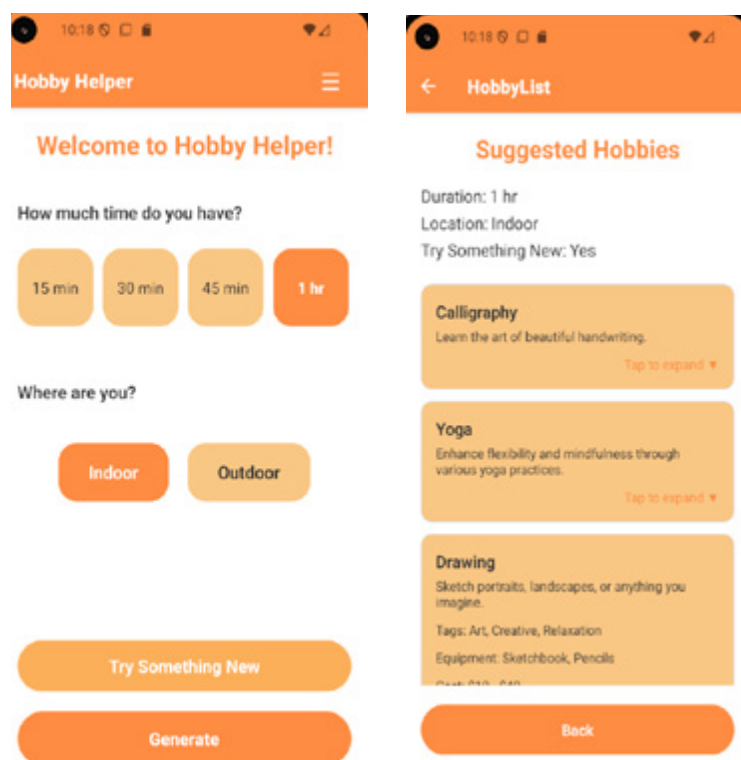 10:18
Hobby Helper
Welcome to Hobby Helper!
How much time do you have?
15 min
30 min
45 min
1 hr
Where are you?
Indoor
Outdoor
Try Something New
Generate
10:18
HobbyList
Suggested Hobbies
Duration: 1 hr
Location: Indoor
Try Something New: Yes
Calligraphy
Learn the art of beautiful handwriting.
Tap to expand ▼
Yoga
Enhance flexibility and mindfulness through
various yoga practices.
Tap to expand ▼
Drawing
Sketch portraits, landscapes, or anything you
imagine.
Tags: Art, Creative, Relaxation
Equipment: Sketchbook, Pencils
Back